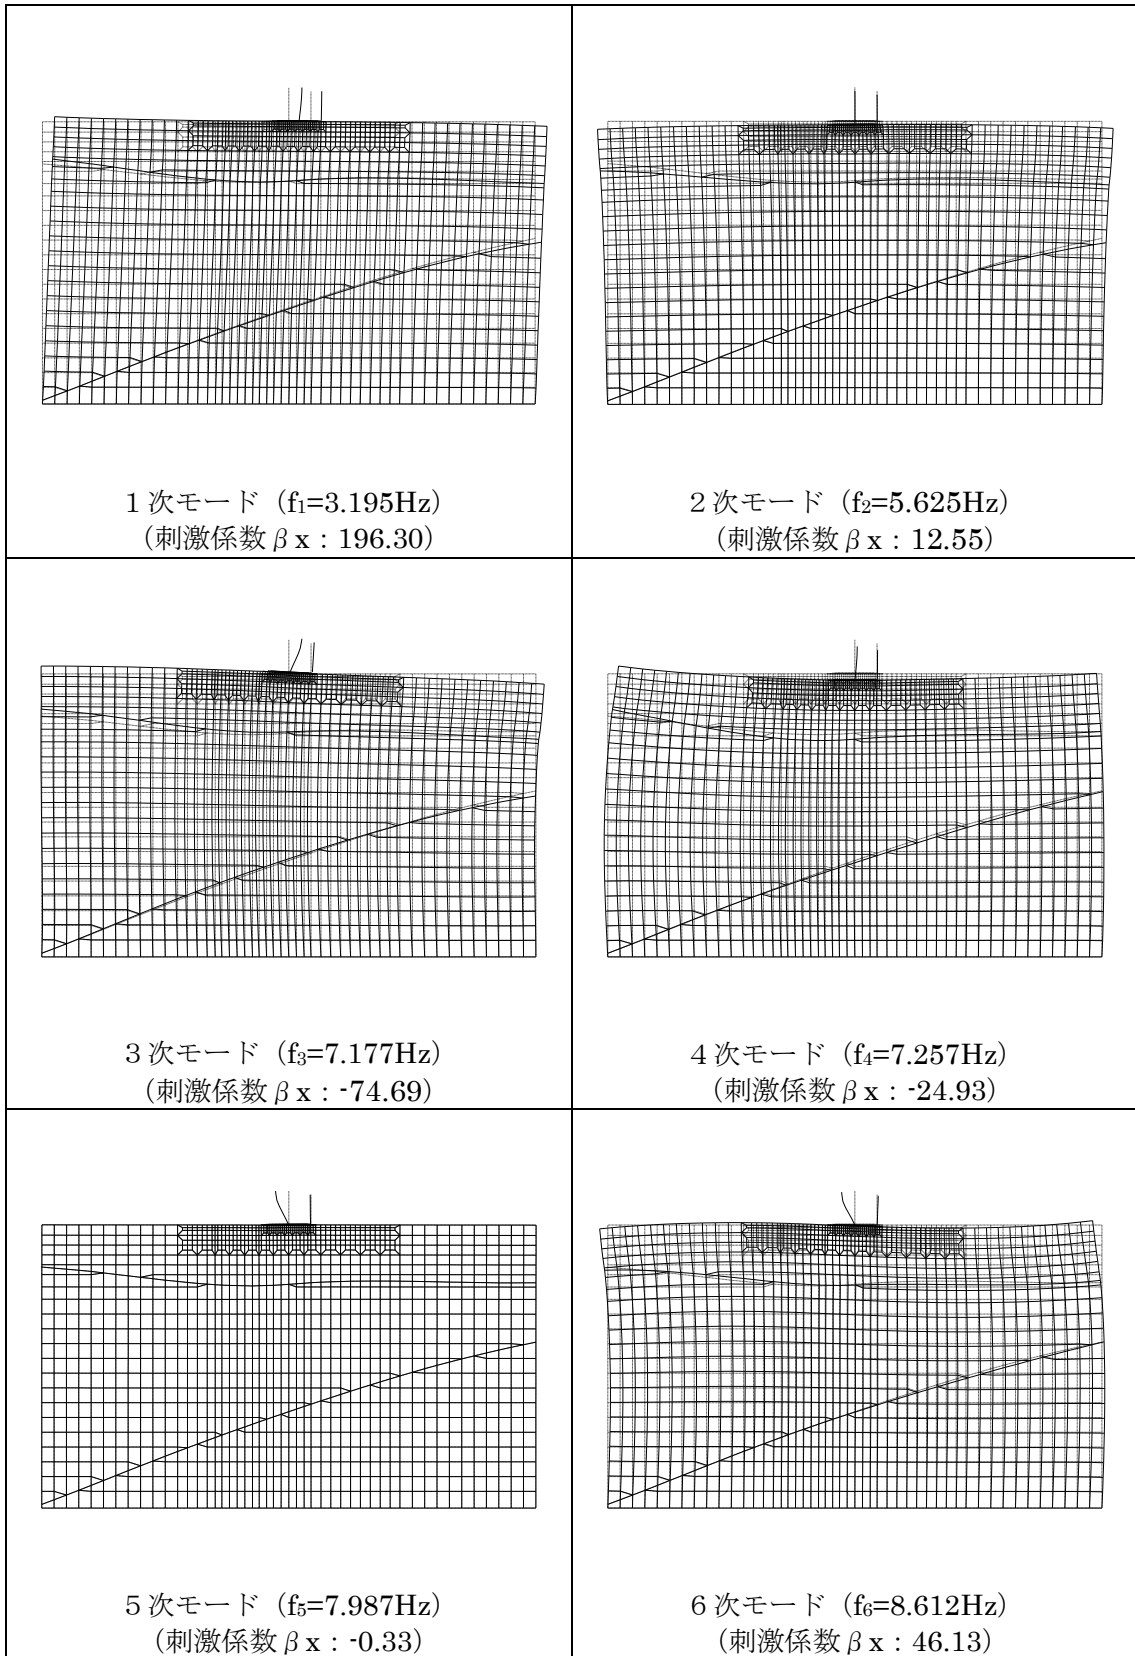 1次モード（f₁=3.195Hz）
（刺激係数βx：196.30）
2次モード（f₂=5.625Hz）
（刺激係数βx：12.55）
3次モード（f₃=7.177Hz）
（刺激係数βx：-74.69）
4次モード（f₄=7.257Hz）
（刺激係数βx：-24.93）
5次モード（f₅=7.987Hz）
（刺激係数βx：-0.33）
6次モード（f₆=8.612Hz）
（刺激係数βx：46.13）